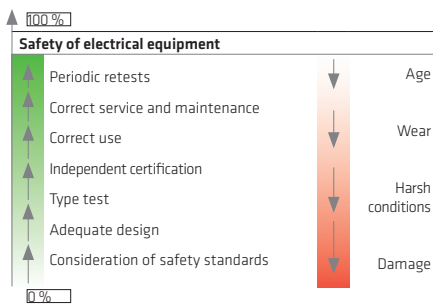 100 %
Safety of electrical equipment
Periodic retests
Correct service and maintenance
Correct use
Independent certification
Type test
Adequate design
Consideration of safety standards
Age
Wear
Harsh
conditions
Damage
0 %